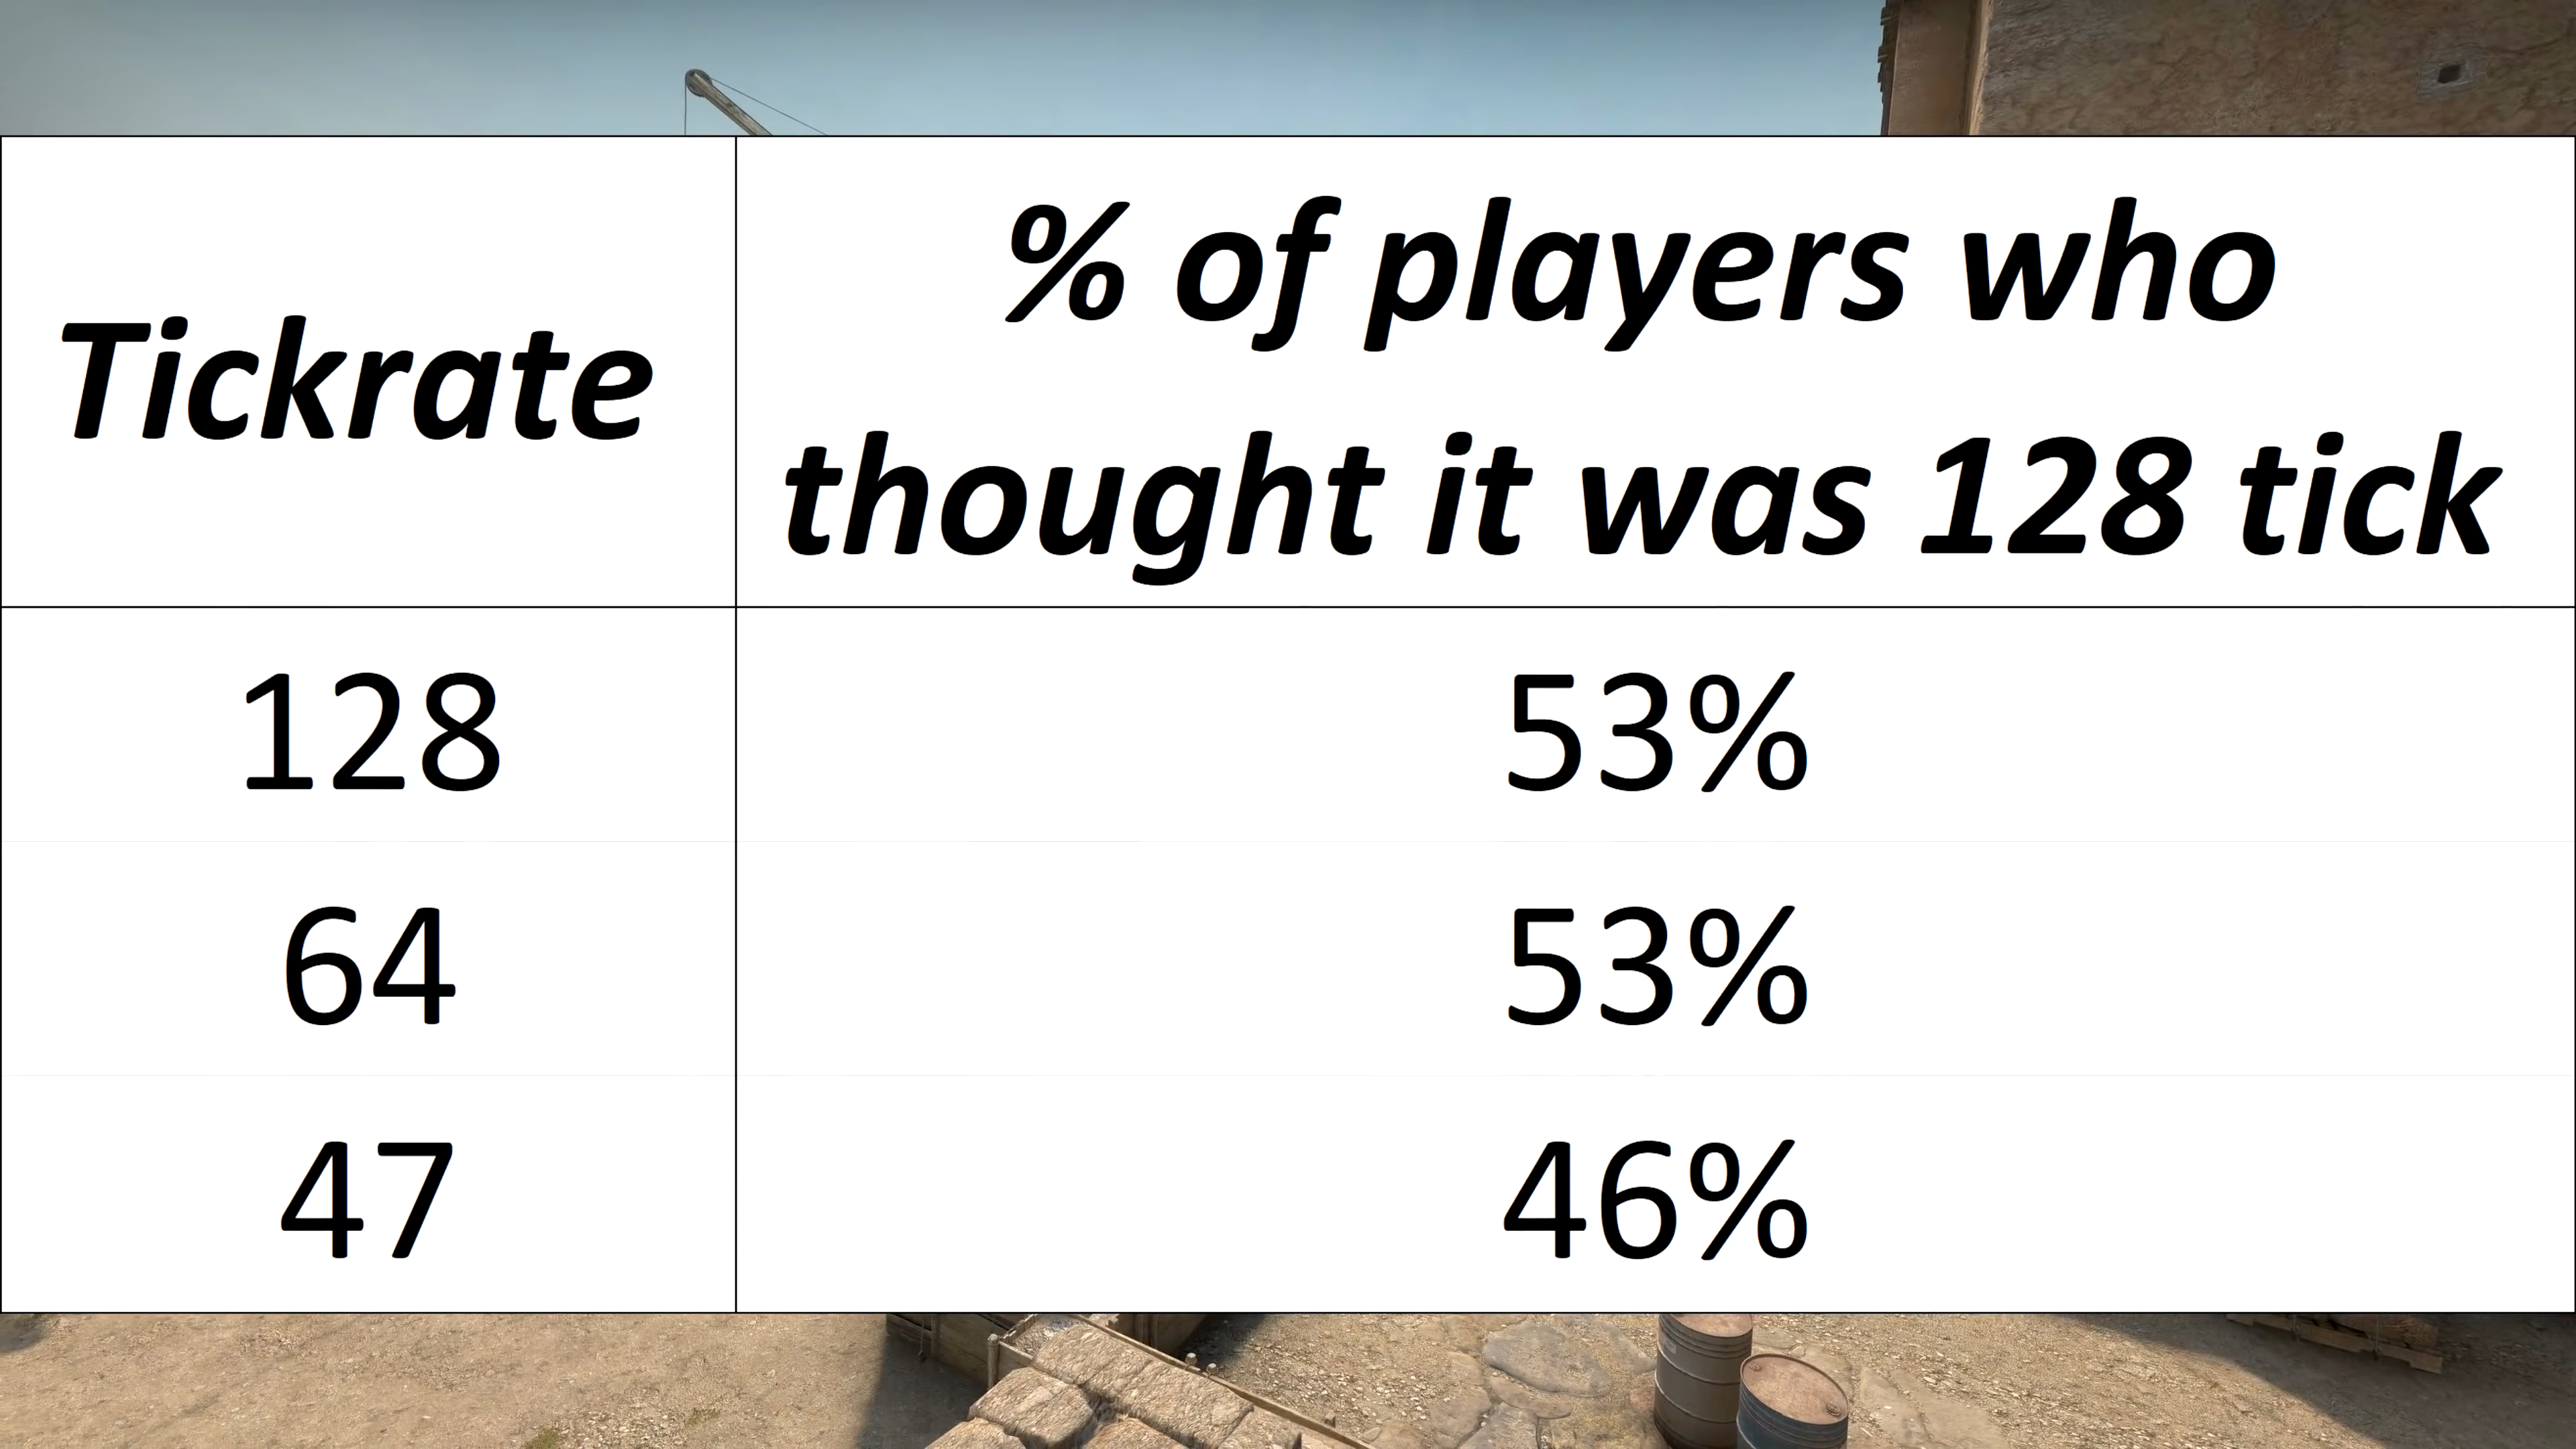 Tickrate
% of players who
thought it was 128 tick
128
53%
64
53%
47
46%